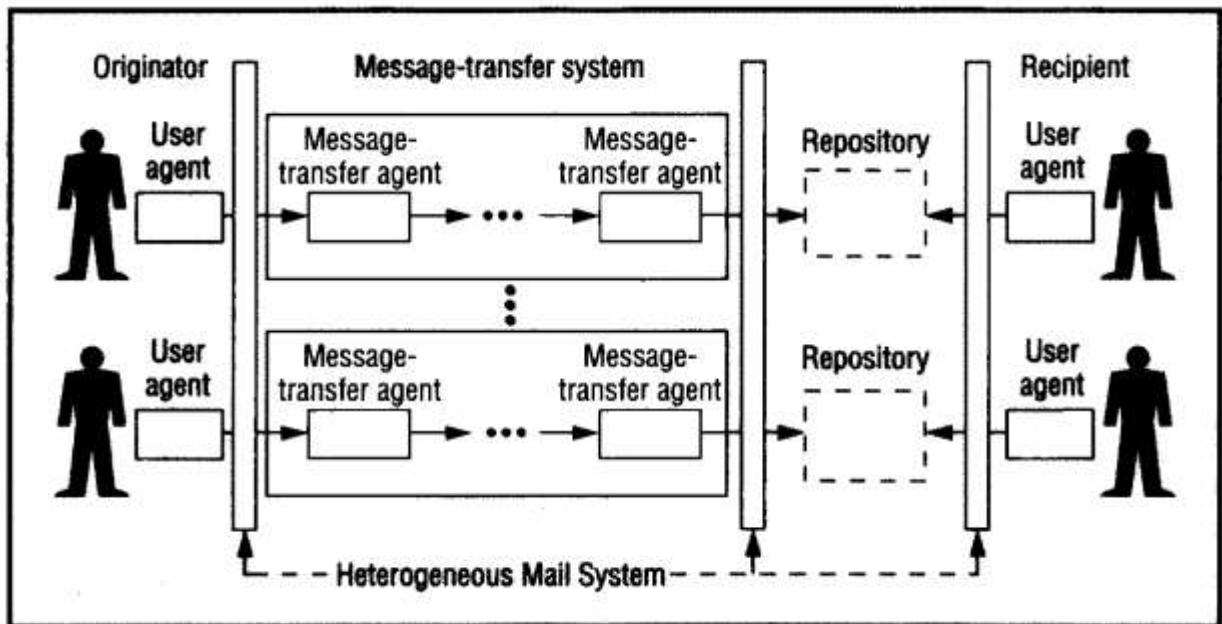 Originator
Message-transfer system
Recipient
User
agent
Message-
transfer agent
Message-
transfer agent
Repository
User
agent
User
agent
Message-
transfer agent
Message-
transfer agent
Repository
User
agent
Heterogeneous Mail System